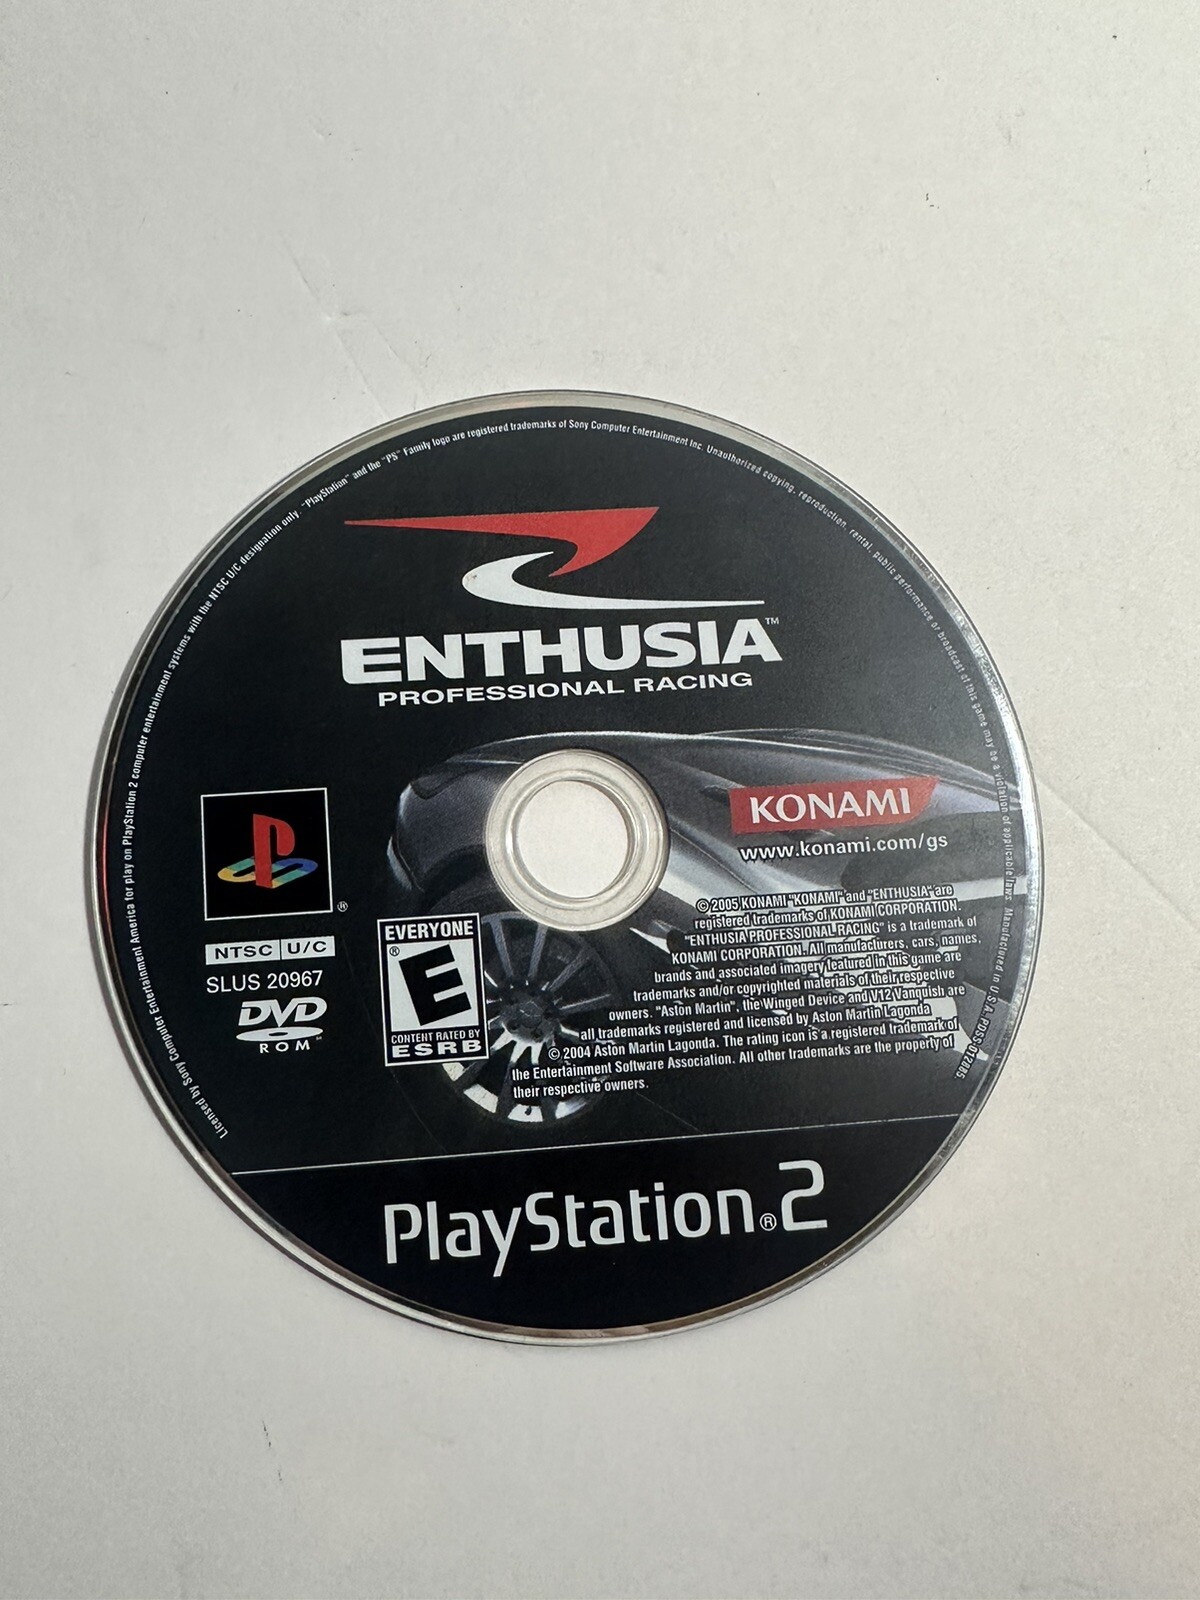 Licensed by Sony Computer Entertainment America for play on PlayStation 2 computer entertainment systems with the NTSC U/C designation only. "PlayStation" and the "PS" Family logo are registered trademarks of Sony Computer Entertainment Inc. Unauthorized copying, reproduction, rental, public performance or broadcast of this game may be a violation of applicable laws. Manufactured in U.S.A. PDSS-012885
ENTHUSIA™
PROFESSIONAL RACING
KONAMI
www.konami.com/gs
®
NTSC U/C
SLUS 20967
DVD
ROM
EVERYONE
®
E
CONTENT RATED BY
ESRB
© 2005 KONAMI "KONAMI" and "ENTHUSIA" are
registered trademarks of KONAMI CORPORATION.
"ENTHUSIA PROFESSIONAL RACING" is a trademark of
KONAMI CORPORATION. All manufacturers, cars, names,
brands and associated imagery featured in this game are
trademarks and/or copyrighted materials of their respective
owners. "Aston Martin", the Winged Device and V12 Vanquish are
all trademarks registered and licensed by Aston Martin Lagonda
© 2004 Aston Martin Lagonda. The rating icon is a registered trademark of
the Entertainment Software Association. All other trademarks are the property of
their respective owners.
PlayStation®2